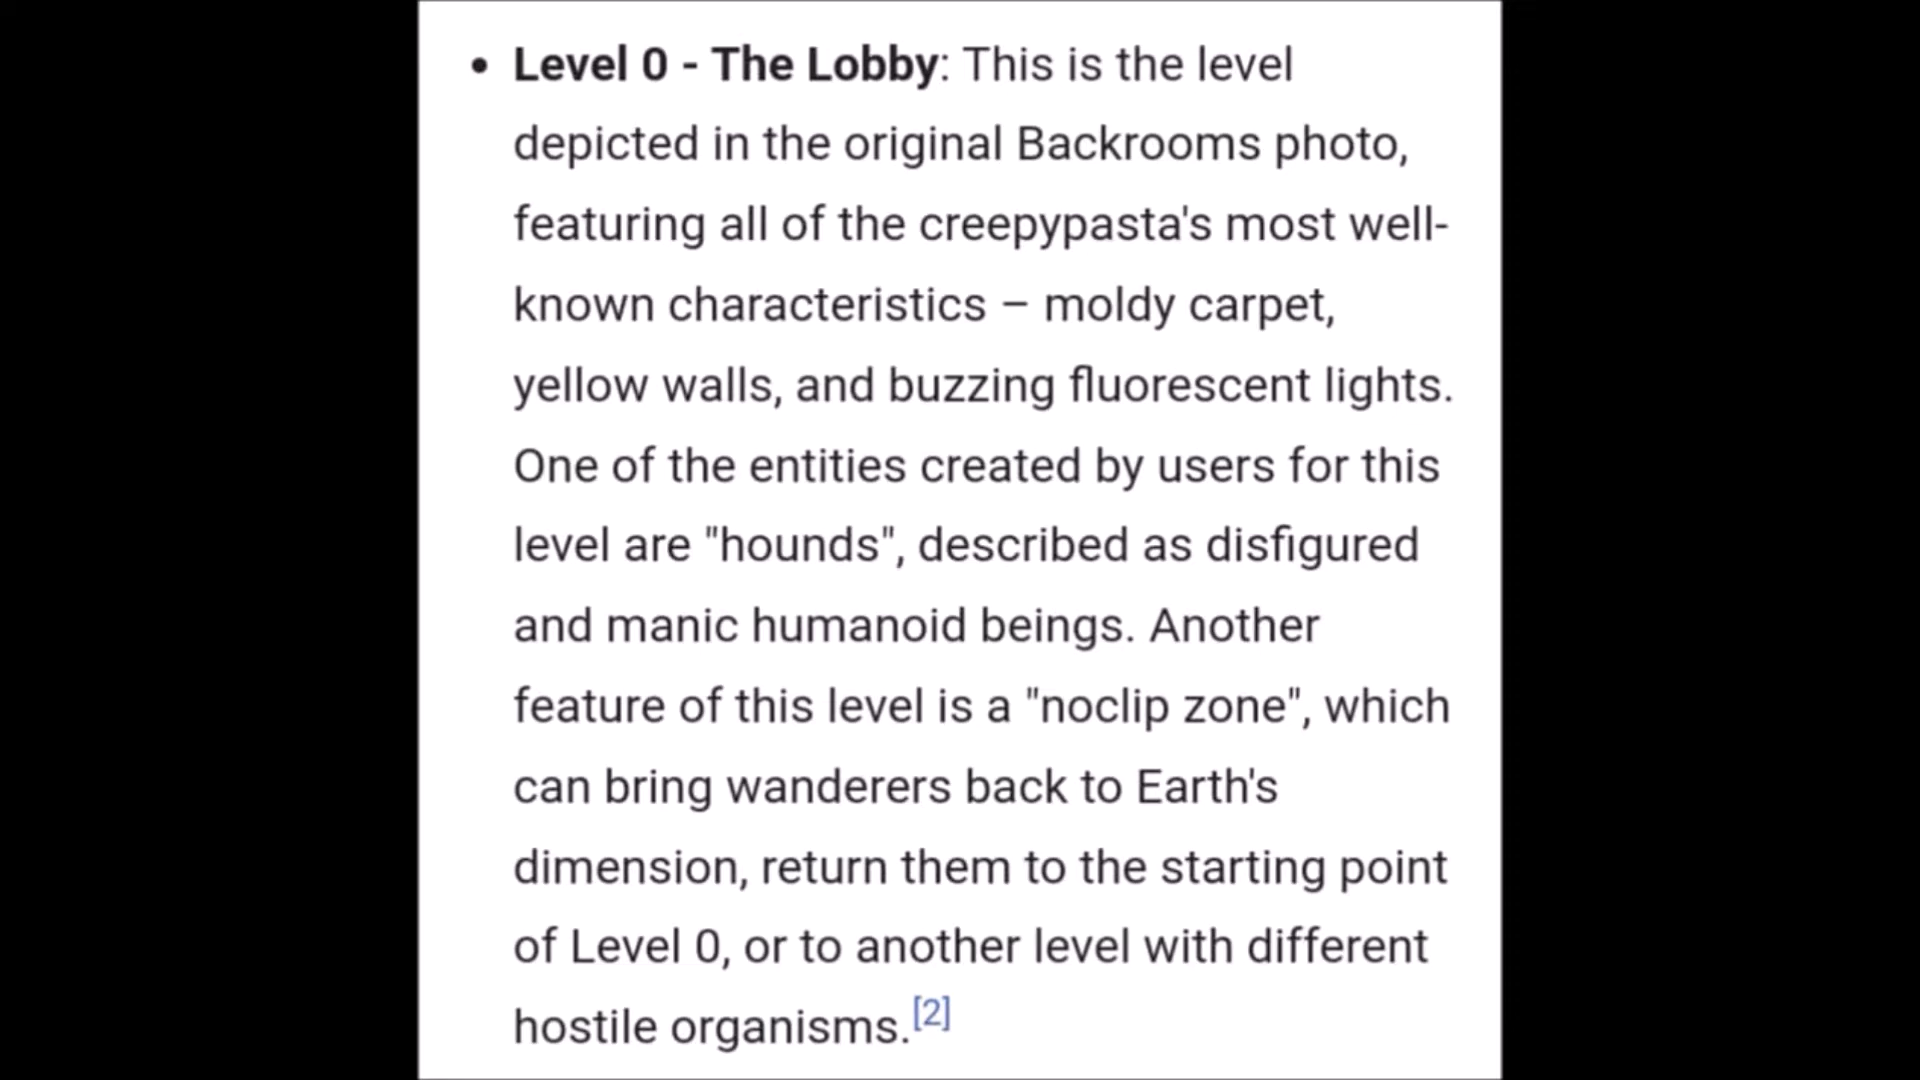 • Level 0 - The Lobby: This is the level
depicted in the original Backrooms photo,
featuring all of the creepypasta's most well-
known characteristics – moldy carpet,
yellow walls, and buzzing fluorescent lights.
One of the entities created by users for this
level are "hounds", described as disfigured
and manic humanoid beings. Another
feature of this level is a "noclip zone", which
can bring wanderers back to Earth's
dimension, return them to the starting point
of Level 0, or to another level with different
hostile organisms.[2]